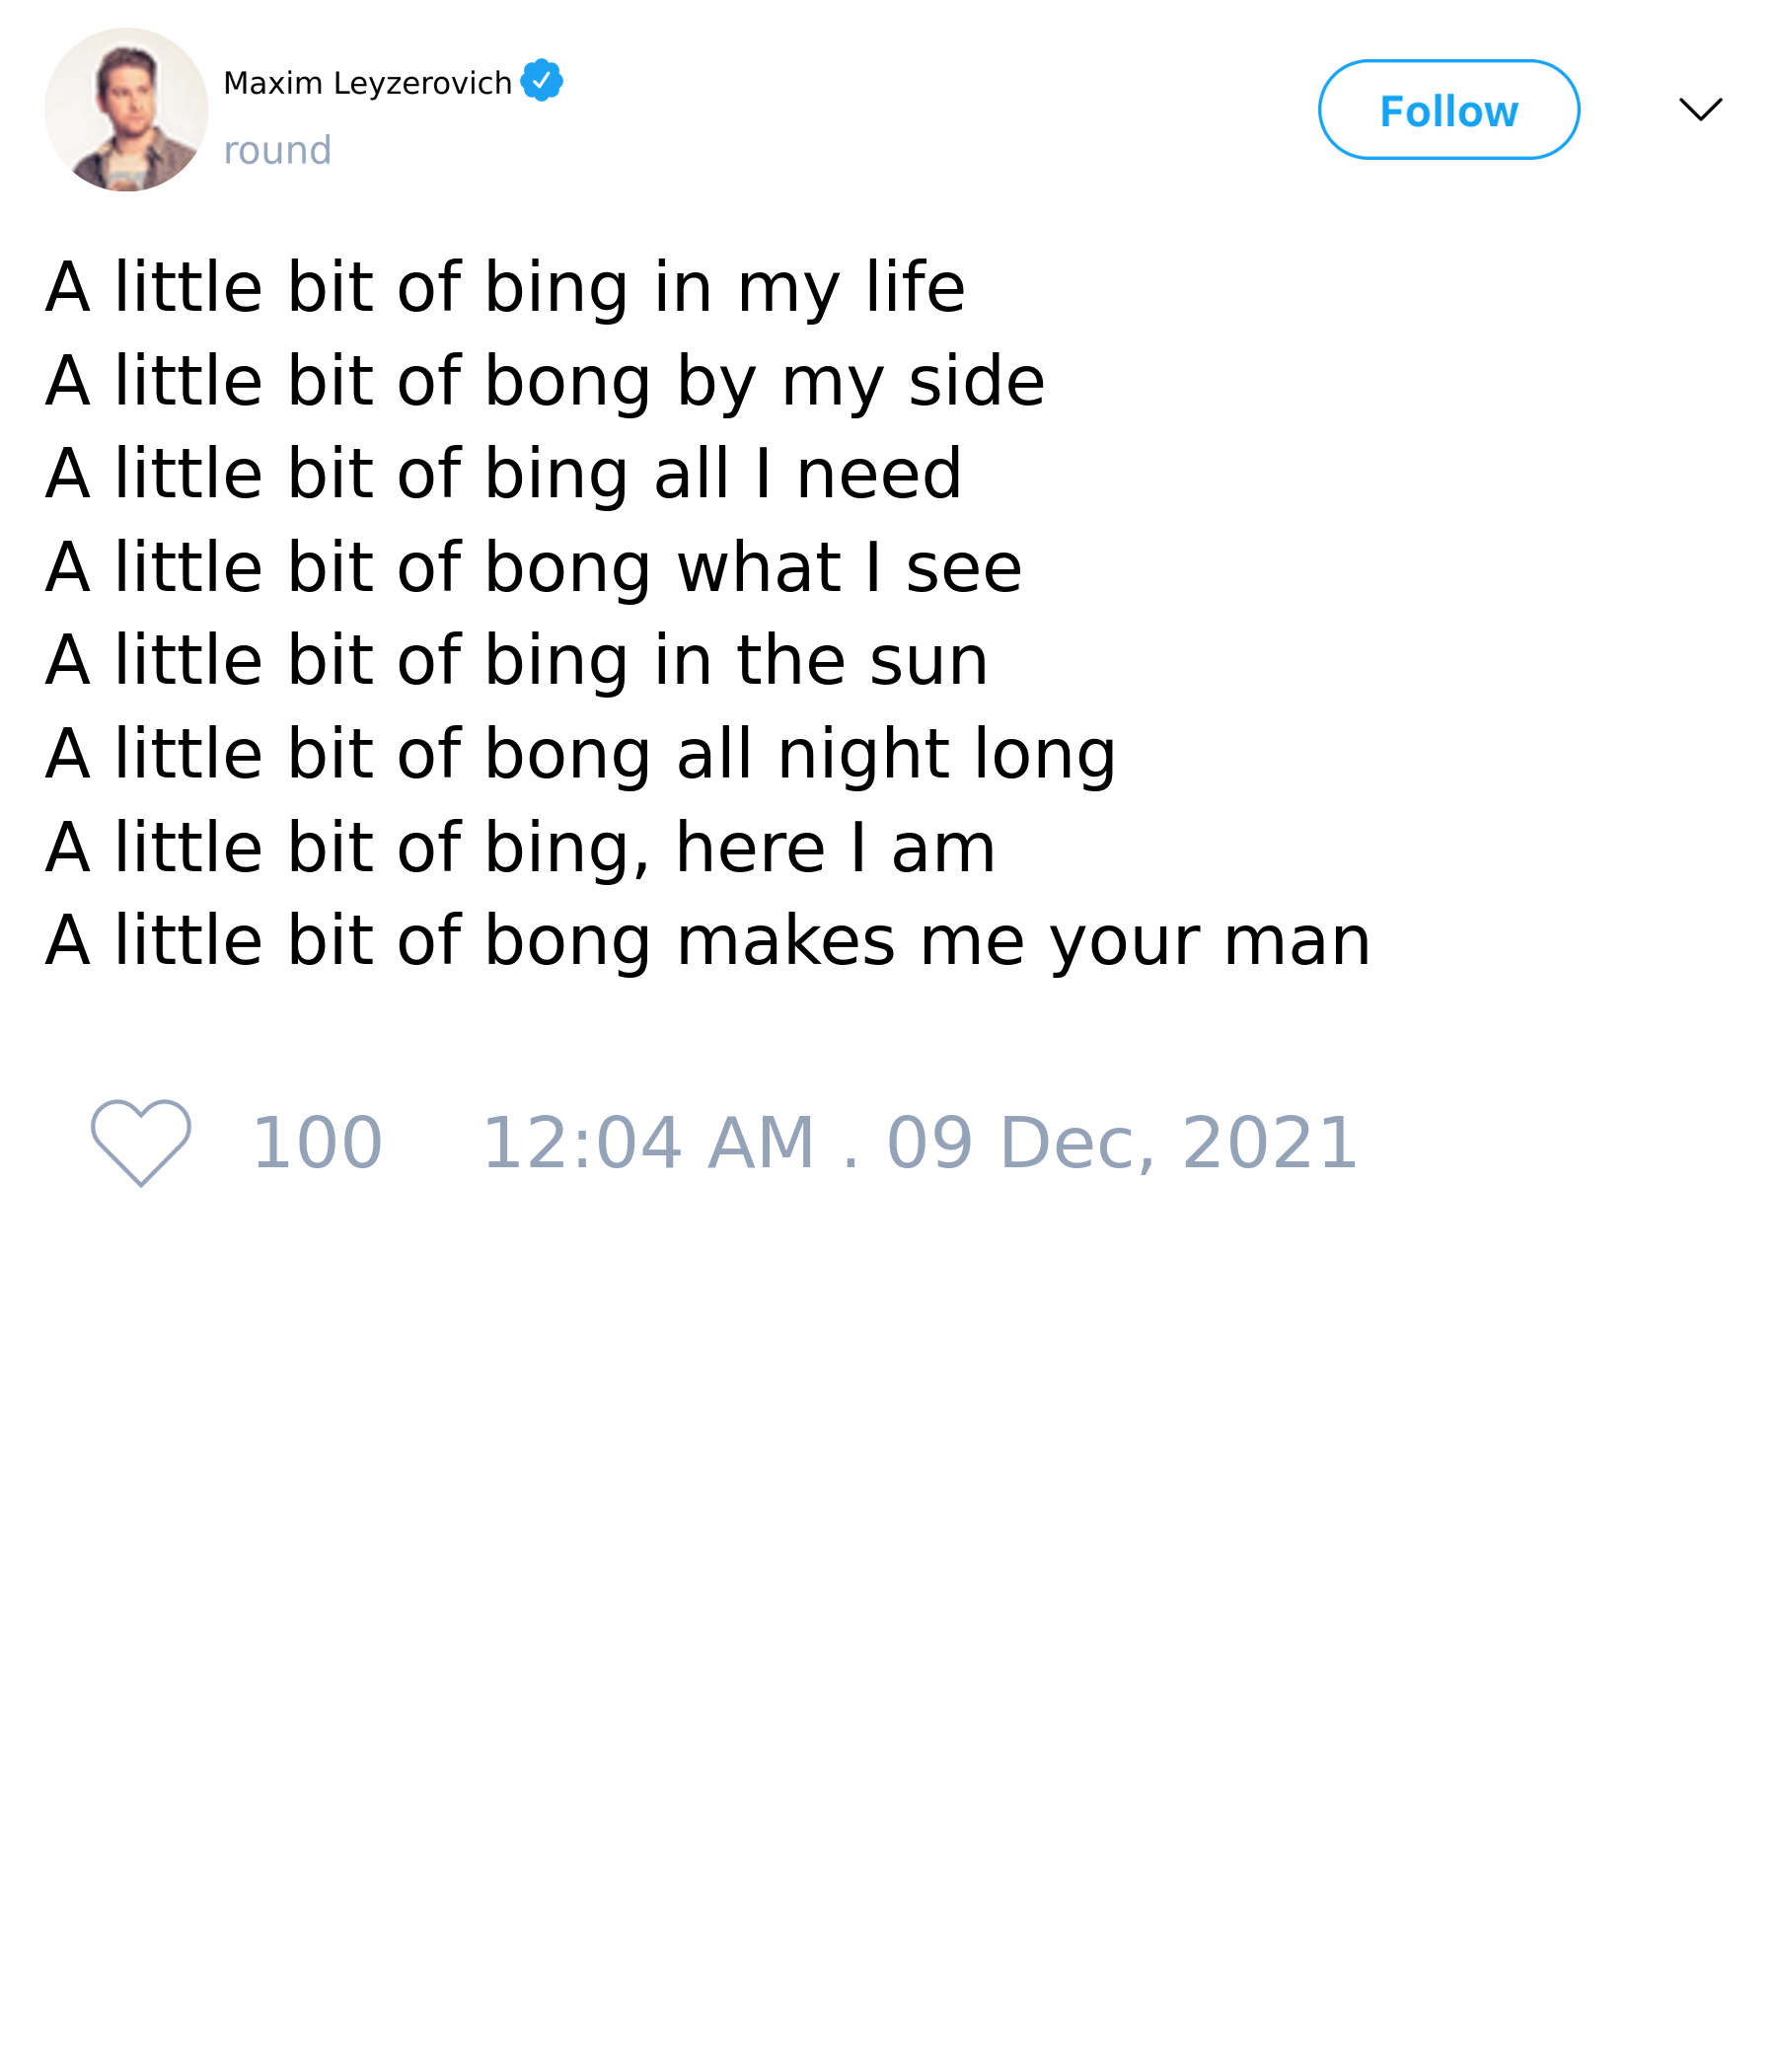 Maxim Leyzerovich
round
Follow
A little bit of bing in my life
A little bit of bong by my side
A little bit of bing all I need
A little bit of bong what I see
A little bit of bing in the sun
A little bit of bong all night long
A little bit of bing, here I am
A little bit of bong makes me your man
100 12:04 AM . 09 Dec, 2021